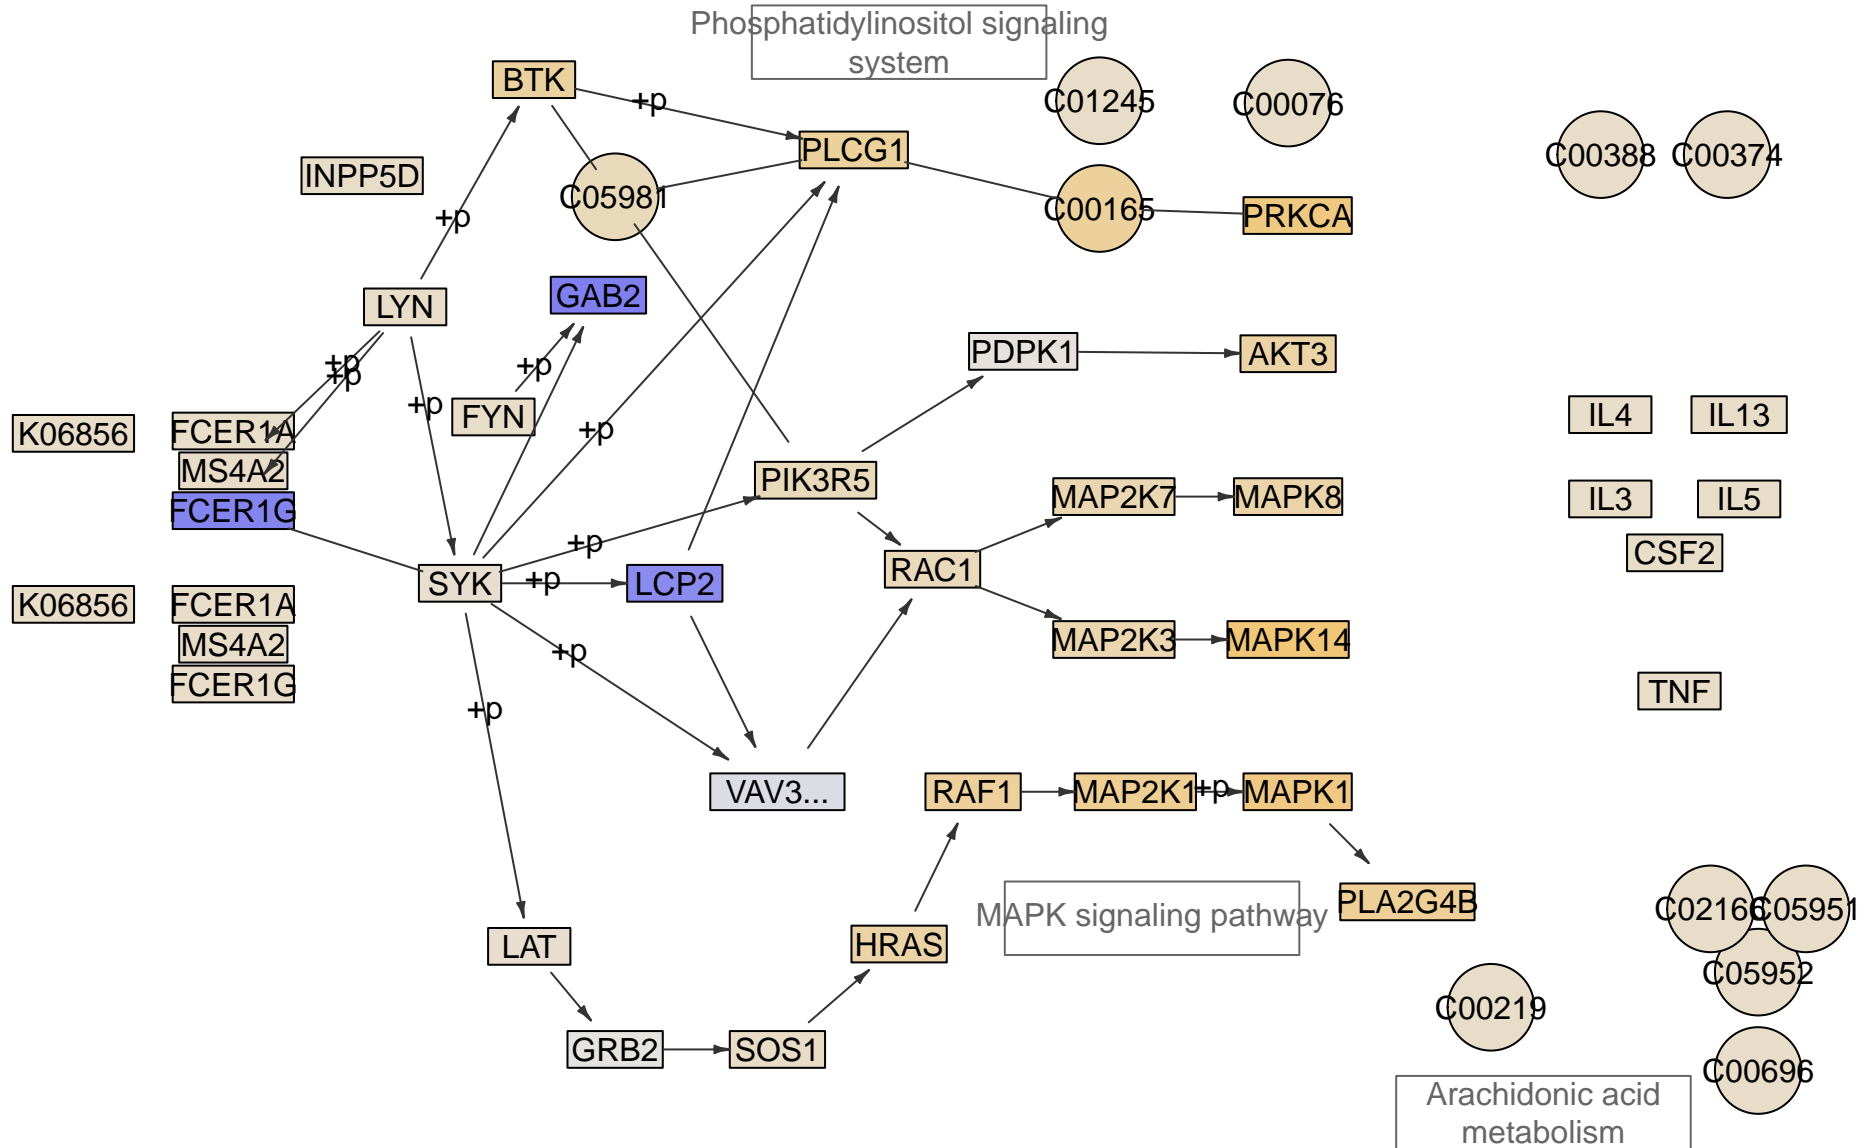 Phosphatidylinositol signaling
system
BTK
+p
C01245
C00076
PLCG1
C00388
C00374
INPP5D
C05981
+p
C00165
PRKCA
LYN
GAB2
+p
+p
+p
PDPK1
AKT3
+p
FYN
+p
K06856
FCER1A
IL4
IL13
MS4A2
PIK3R5
FCER1G
MAP2K7
MAPK8
IL3
IL5
+p
CSF2
SYK
+p
LCP2
RAC1
K06856
FCER1A
MS4A2
+p
MAP2K3
MAPK14
FCER1G
TNF
+p
VAV3...
RAF1
MAP2K1
+p
MAPK1
MAPK signaling pathway
PLA2G4B
C02166
C05951
LAT
HRAS
C05952
C00219
GRB2
SOS1
C00696
Arachidonic acid
metabolism